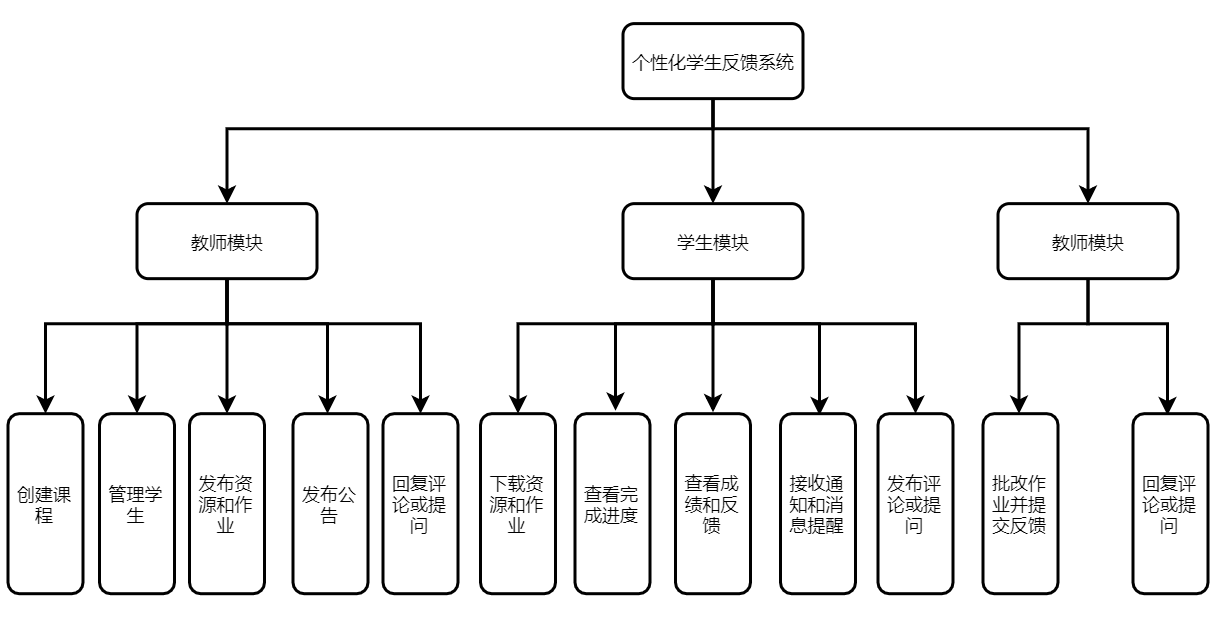 个性化学生反馈系统
教师模块
学生模块
教师模块
创建课
程
管理学
生
发布资
源和作
业
发布公
告
回复评
论或提
问
下载资
源和作
业
查看完
成进度
查看成
绩和反
馈
接收通
知和消
息提醒
发布评
论或提
问
批改作
业并提
交反馈
回复评
论或提
问